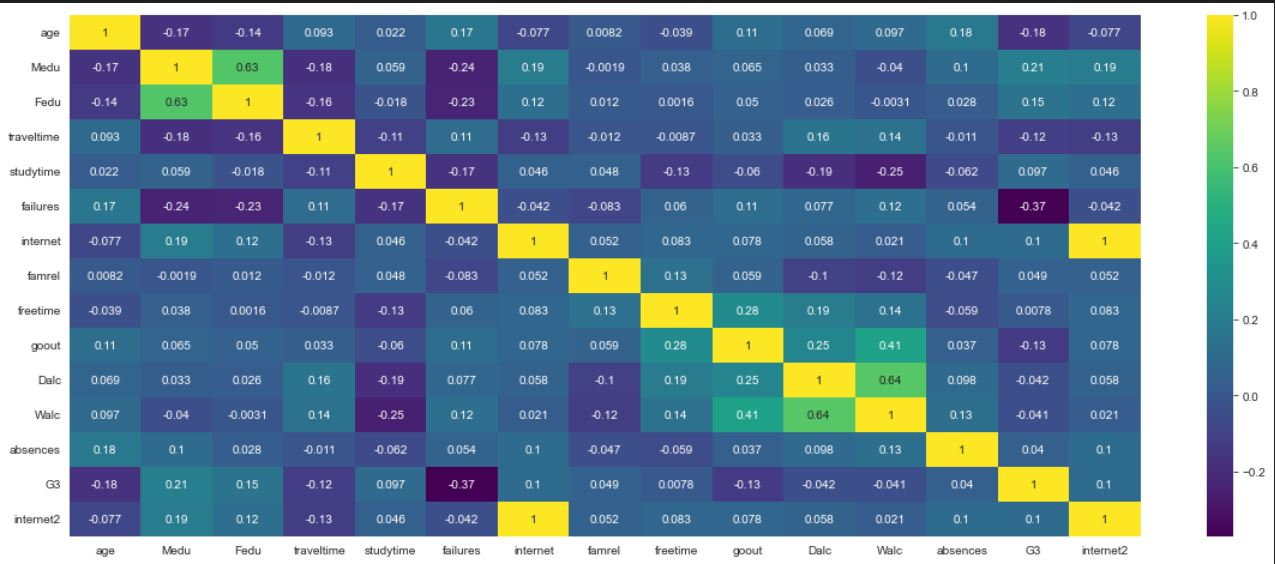 age 1 -0.17 -0.14 0.093 0.022 0.17 -0.077 0.0082 -0.039 0.11 0.069 0.097 0.18 -0.18 -0.077
Medu -0.17 1 0.63 -0.18 0.059 -0.24 0.19 -0.0019 0.038 0.065 0.033 -0.04 0.1 0.21 0.19
Fedu -0.14 0.63 1 -0.16 -0.018 -0.23 0.12 0.012 0.0016 0.05 0.026 -0.0031 0.028 0.15 0.12
traveltime 0.093 -0.18 -0.16 1 -0.11 0.11 -0.13 -0.012 -0.0087 0.033 0.16 0.14 -0.011 -0.12 -0.13
studytime 0.022 0.059 -0.018 -0.11 1 -0.17 0.046 0.048 -0.13 -0.06 -0.19 -0.25 -0.062 0.097 0.046
failures 0.17 -0.24 -0.23 0.11 -0.17 1 -0.042 -0.083 0.06 0.11 0.077 0.12 0.054 -0.37 -0.042
internet -0.077 0.19 0.12 -0.13 0.046 -0.042 1 0.052 0.083 0.078 0.058 0.021 0.1 0.1 1
famrel 0.0082 -0.0019 0.012 -0.012 0.048 -0.083 0.052 1 0.13 0.059 -0.1 -0.12 -0.047 0.049 0.052
freetime -0.039 0.038 0.0016 -0.0087 -0.13 0.06 0.083 0.13 1 0.28 0.19 0.14 -0.059 0.0078 0.083
goout 0.11 0.065 0.05 0.033 -0.06 0.11 0.078 0.059 0.28 1 0.25 0.41 0.037 -0.13 0.078
Dalc 0.069 0.033 0.026 0.16 -0.19 0.077 0.058 -0.1 0.19 0.25 1 0.64 0.098 -0.042 0.058
Walc 0.097 -0.04 -0.0031 0.14 -0.25 0.12 0.021 -0.12 0.14 0.41 0.64 1 0.13 -0.041 0.021
absences 0.18 0.1 0.028 -0.011 -0.062 0.054 0.1 -0.047 -0.059 0.037 0.098 0.13 1 0.04 0.1
G3 -0.18 0.21 0.15 -0.12 0.097 -0.37 0.1 0.049 0.0078 -0.13 -0.042 -0.041 0.04 1 0.1
internet2 -0.077 0.19 0.12 -0.13 0.046 -0.042 1 0.052 0.083 0.078 0.058 0.021 0.1 0.1 1
age Medu Fedu traveltime studytime failures internet famrel freetime goout Dalc Walc absences G3 internet2
1.0
0.8
0.6
0.4
0.2
0.0
−0.2